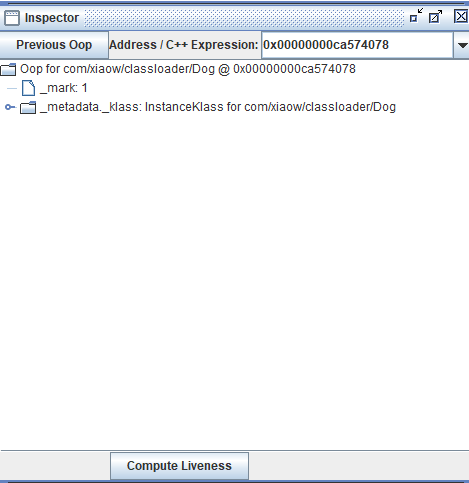 Inspector
Previous Oop Address / C++ Expression: 0x00000000ca574078
Oop for com/xiaow/classloader/Dog @ 0x00000000ca574078
_mark: 1
_metadata._klass: InstanceKlass for com/xiaow/classloader/Dog
Compute Liveness